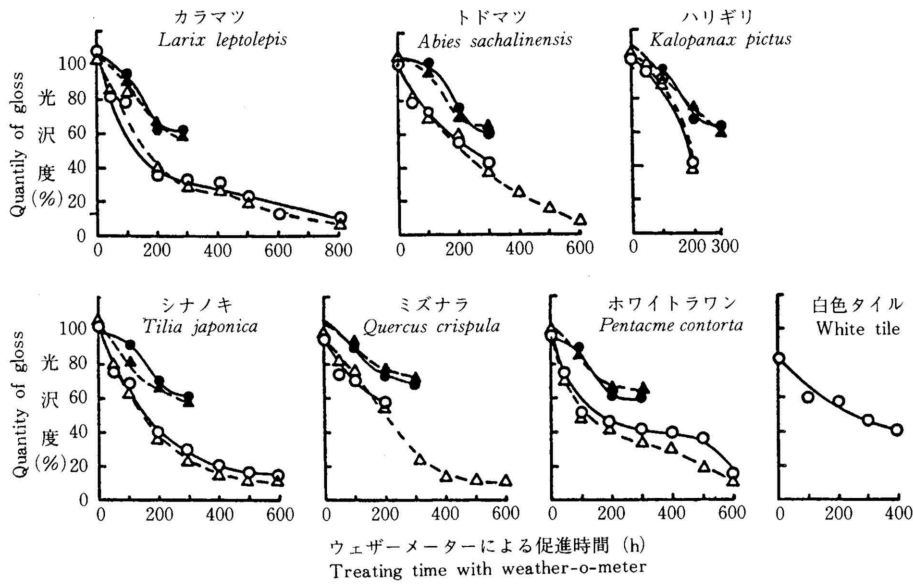 カラマツ
Larix leptolepis
トドマツ
Abies sachalinensis
ハリギリ
Kalopanax pictus
Quantily of gloss
光沢度(%)
100
80
60
40
20
0
0 200 400 600 800
0 200 400 600
0 100 200 300
シナノキ
Tilia japonica
ミズナラ
Quercus crispula
ホワイトラワン
Pentacme contorta
白色タイル
White tile
Quantity of gloss
光沢度(%)
100
80
60
40
20
0
0 200 400 600
0 200 400 600
0 200 400 600
0 200 400
ウェザーメーターによる促進時間 (h)
Treating time with weather-o-meter